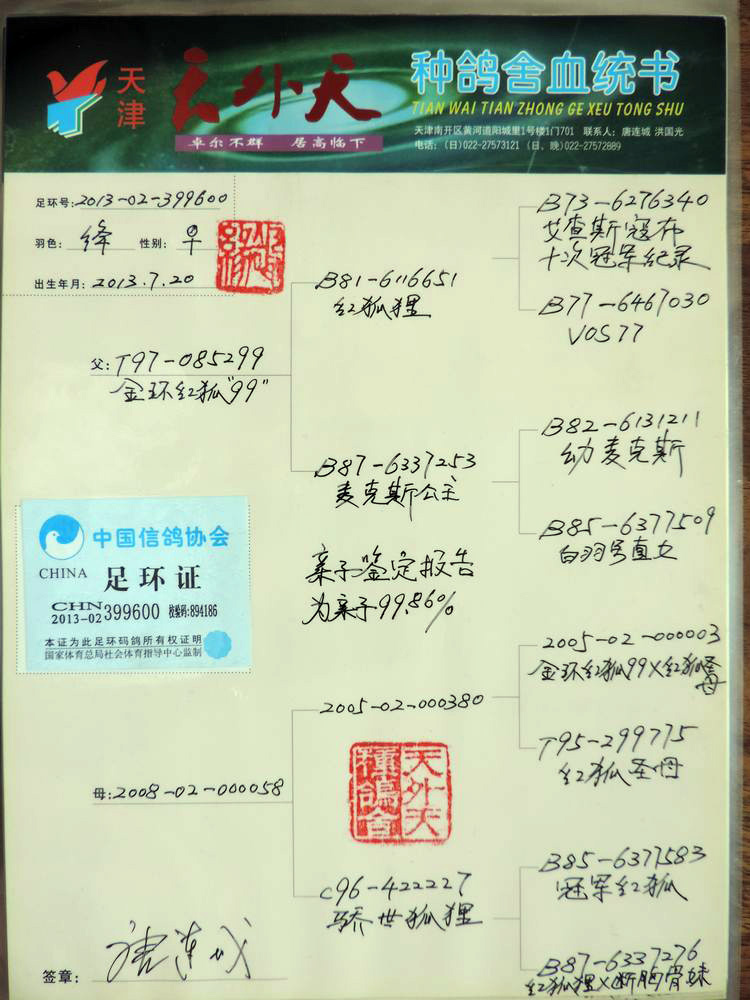 天津
天外天
卓尔不群 居高临下
种鸽舍血统书
TIAN WAI TIAN ZHONG GE XEU TONG SHU
天津南开区黄河道阳城里1号楼1门701 联系人：唐连城 洪国光
电话：(日)022-27573121 (日、晚)022-27572889
足环号：2013-02-399600
羽色：绛 性别：♀
出生年月：2013.7.20
父：T97-085299
金环红狐"99"
B81-6116651
红狐狸
B73-6276340
艾查斯寇布
十次冠军纪录
B77-6467030
VOS77
B87-6337253
麦克斯公主
B82-6131211
幼麦克斯
B85-6377509
白羽号直女
亲子鉴定报告
为亲子99.86%
中国信鸽协会
CHINA 足环证
CHN
2013-02 399600 校验码:894186
本证为此足环码鸽所有权证明
国家体育总局社会体育指导中心监制
母：2008-02-000058
2005-02-000380
2005-02-000003
金环红狐99×红狐圣母
T95-299775
红狐圣母
天外天
種鴿舍
C96-422227
骄世狐狸
B85-6377583
冠军红狐
B87-6337276
红狐狸×断胸骨妹
签章：唐连城